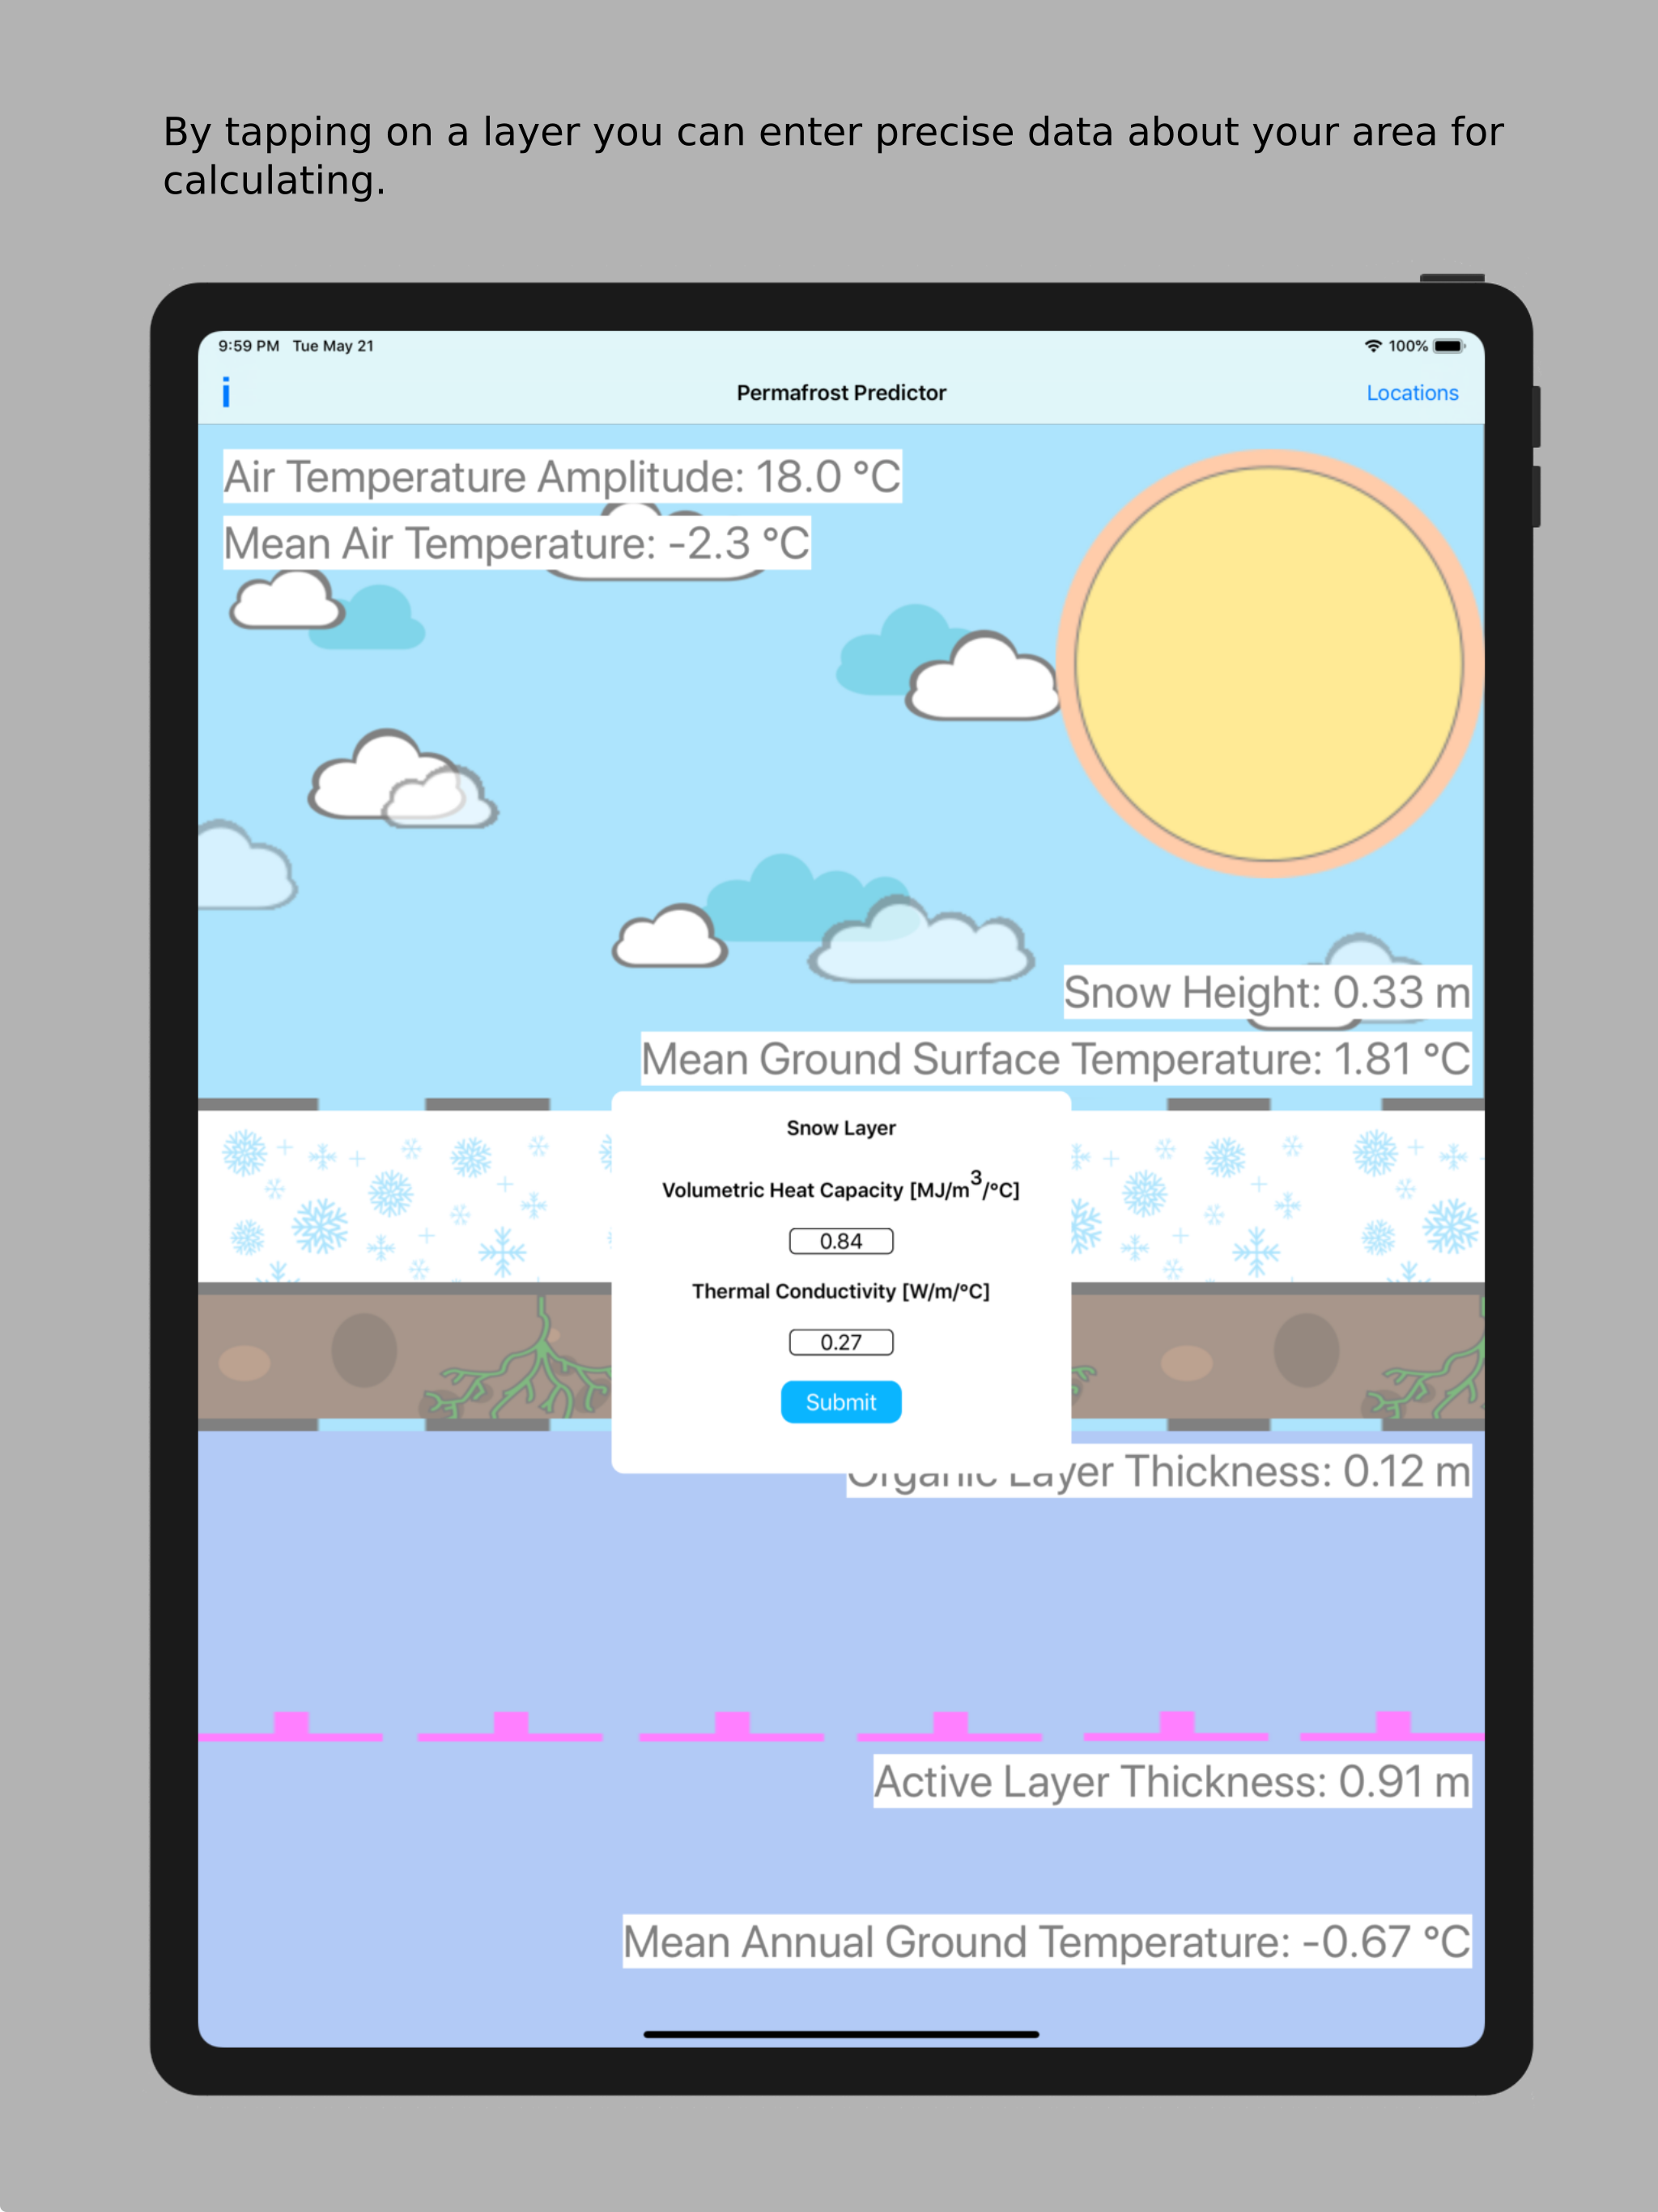 By tapping on a layer you can enter precise data about your area for
calculating.
9:59 PM Tue May 21
100%
i
Permafrost Predictor
Locations
Air Temperature Amplitude: 18.0 °C
Mean Air Temperature: -2.3 °C
Snow Height: 0.33 m
Mean Ground Surface Temperature: 1.81 °C
Snow Layer
Volumetric Heat Capacity [MJ/m³/°C]
0.84
Thermal Conductivity [W/m/°C]
0.27
Submit
Organic Layer Thickness: 0.12 m
Active Layer Thickness: 0.91 m
Mean Annual Ground Temperature: -0.67 °C